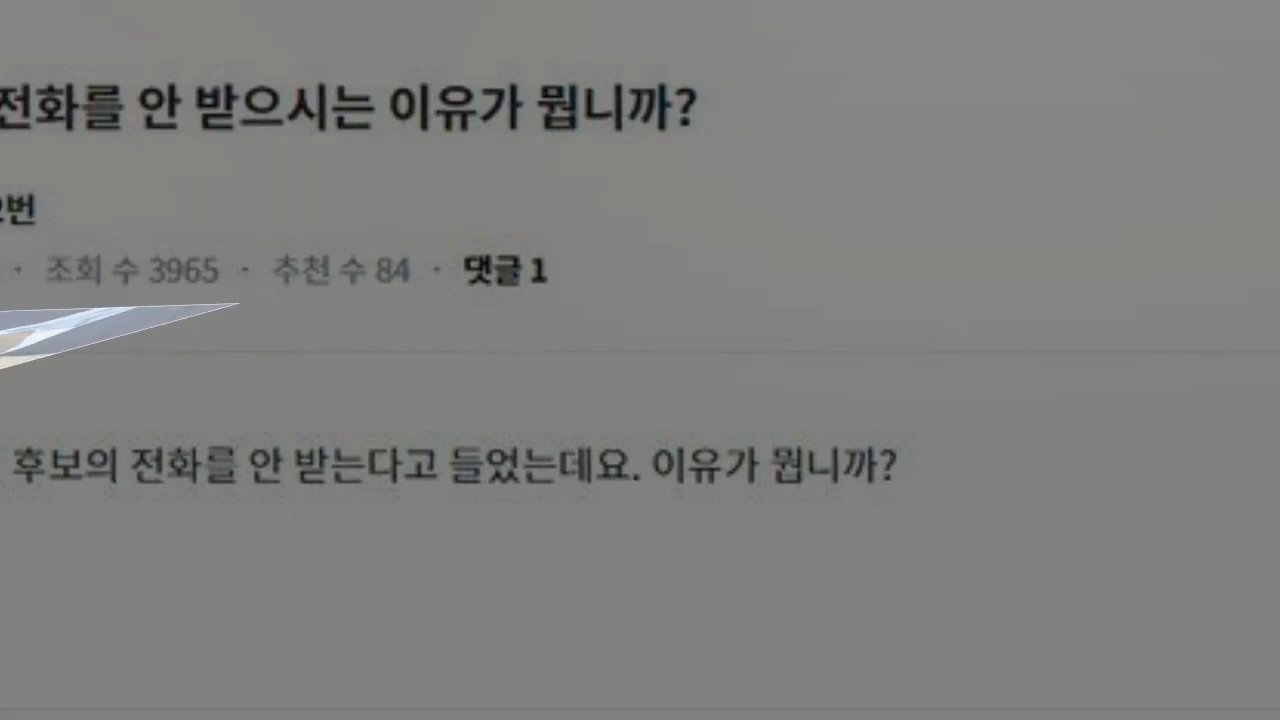 전화를 안 받으시는 이유가 뭡니까?
2번
· 조회 수 3965 · 추천 수 84 · 댓글 1
후보의 전화를 안 받는다고 들었는데요. 이유가 뭡니까?